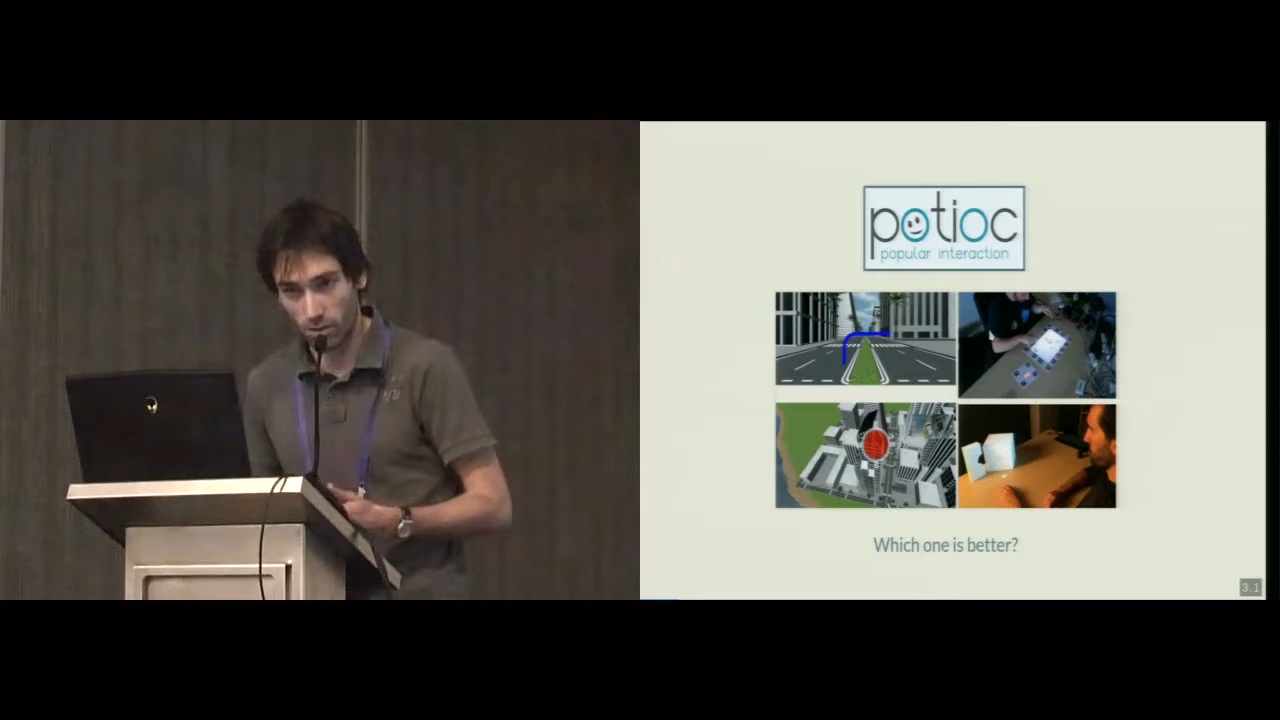 potioc
popular interaction
Which one is better?
3.1